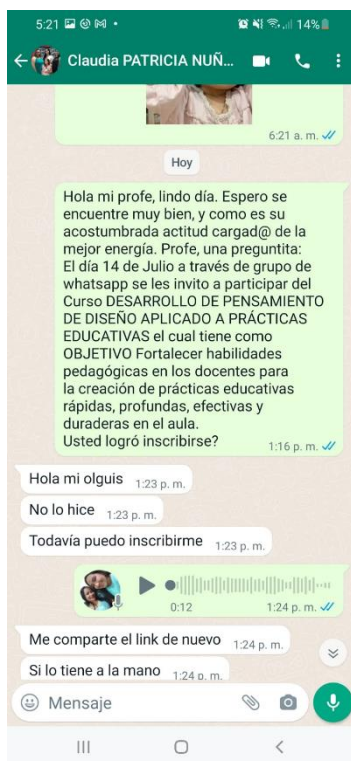 5:21
14%
Claudia PATRICIA NUÑ...
6:21 a. m.
Hoy
Hola mi profe, lindo día. Espero se
encuentre muy bien, y como es su
acostumbrada actitud cargad@ de la
mejor energía. Profe, una preguntita:
El día 14 de Julio a través de grupo de
whatsapp se les invito a participar del
Curso DESARROLLO DE PENSAMIENTO
DE DISEÑO APLICADO A PRÁCTICAS
EDUCATIVAS el cual tiene como
OBJETIVO Fortalecer habilidades
pedagógicas en los docentes para
la creación de prácticas educativas
rápidas, profundas, efectivas y
duraderas en el aula.
Usted logró inscribirse?
1:16 p. m.
Hola mi olguis 1:23 p. m.
No lo hice 1:23 p. m.
Todavía puedo inscribirme 1:23 p. m.
0:12 1:24 p. m.
Me comparte el link de nuevo 1:24 p. m.
Si lo tiene a la mano 1:24 p. m.
Mensaje